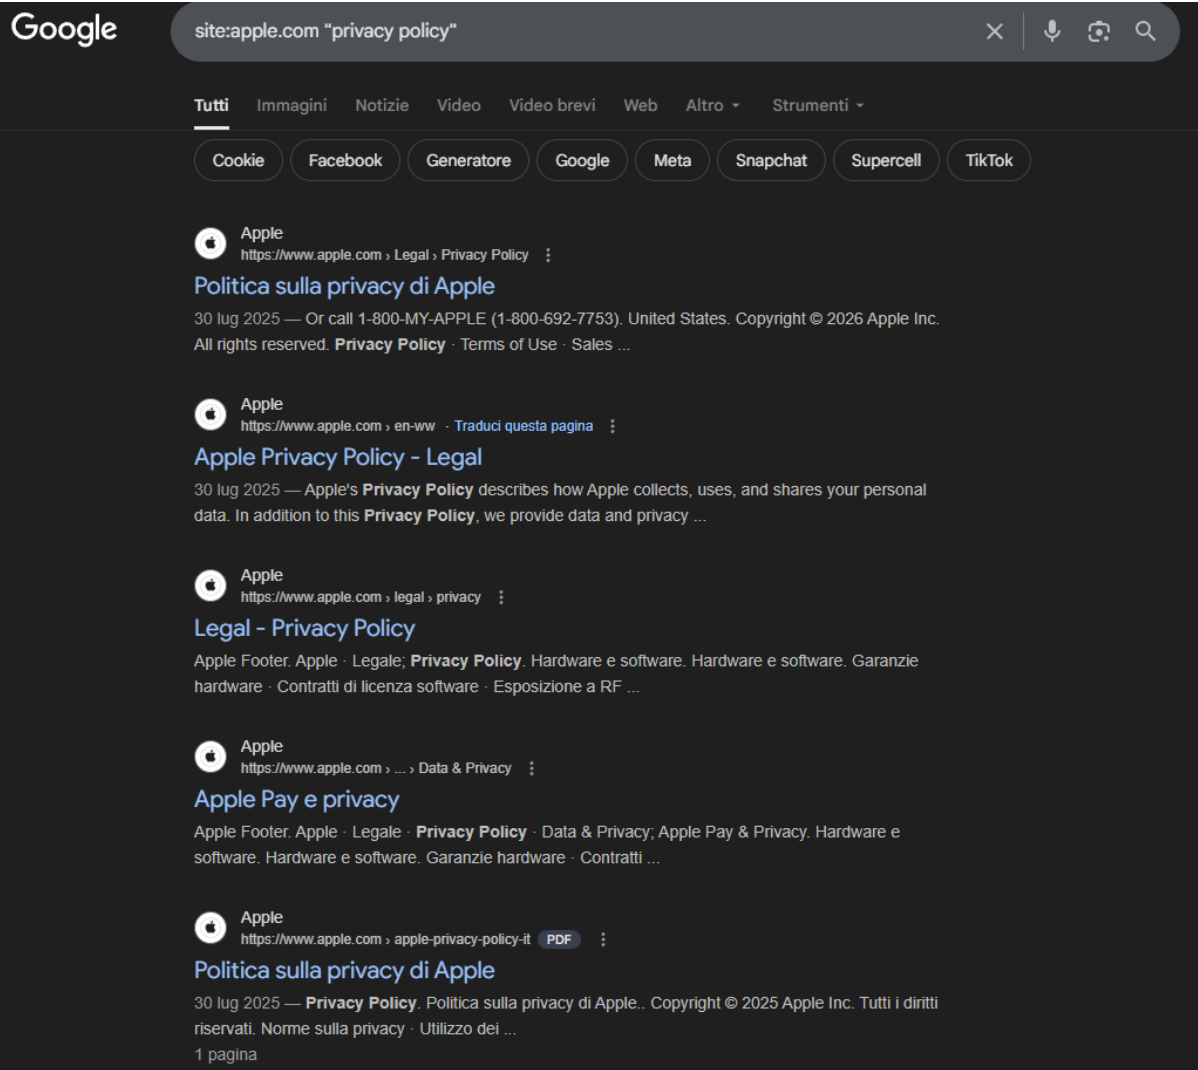 Google
site:apple.com "privacy policy"
Tutti Immagini Notizie Video Video brevi Web Altro Strumenti
Cookie Facebook Generatore Google Meta Snapchat Supercell TikTok
Apple
https://www.apple.com › Legal › Privacy Policy
Politica sulla privacy di Apple
30 lug 2025 — Or call 1-800-MY-APPLE (1-800-692-7753). United States. Copyright © 2026 Apple Inc.
All rights reserved. Privacy Policy · Terms of Use · Sales ...
Apple
https://www.apple.com › en-ww · Traduci questa pagina
Apple Privacy Policy - Legal
30 lug 2025 — Apple's Privacy Policy describes how Apple collects, uses, and shares your personal
data. In addition to this Privacy Policy, we provide data and privacy ...
Apple
https://www.apple.com › legal › privacy
Legal - Privacy Policy
Apple Footer. Apple · Legale; Privacy Policy. Hardware e software. Hardware e software. Garanzie
hardware · Contratti di licenza software · Esposizione a RF ...
Apple
https://www.apple.com › ... › Data & Privacy
Apple Pay e privacy
Apple Footer. Apple · Legale · Privacy Policy · Data & Privacy; Apple Pay & Privacy. Hardware e
software. Hardware e software. Garanzie hardware · Contratti ...
Apple
https://www.apple.com › apple-privacy-policy-it PDF
Politica sulla privacy di Apple
30 lug 2025 — Privacy Policy. Politica sulla privacy di Apple.. Copyright © 2025 Apple Inc. Tutti i diritti
riservati. Norme sulla privacy · Utilizzo dei ...
1 pagina